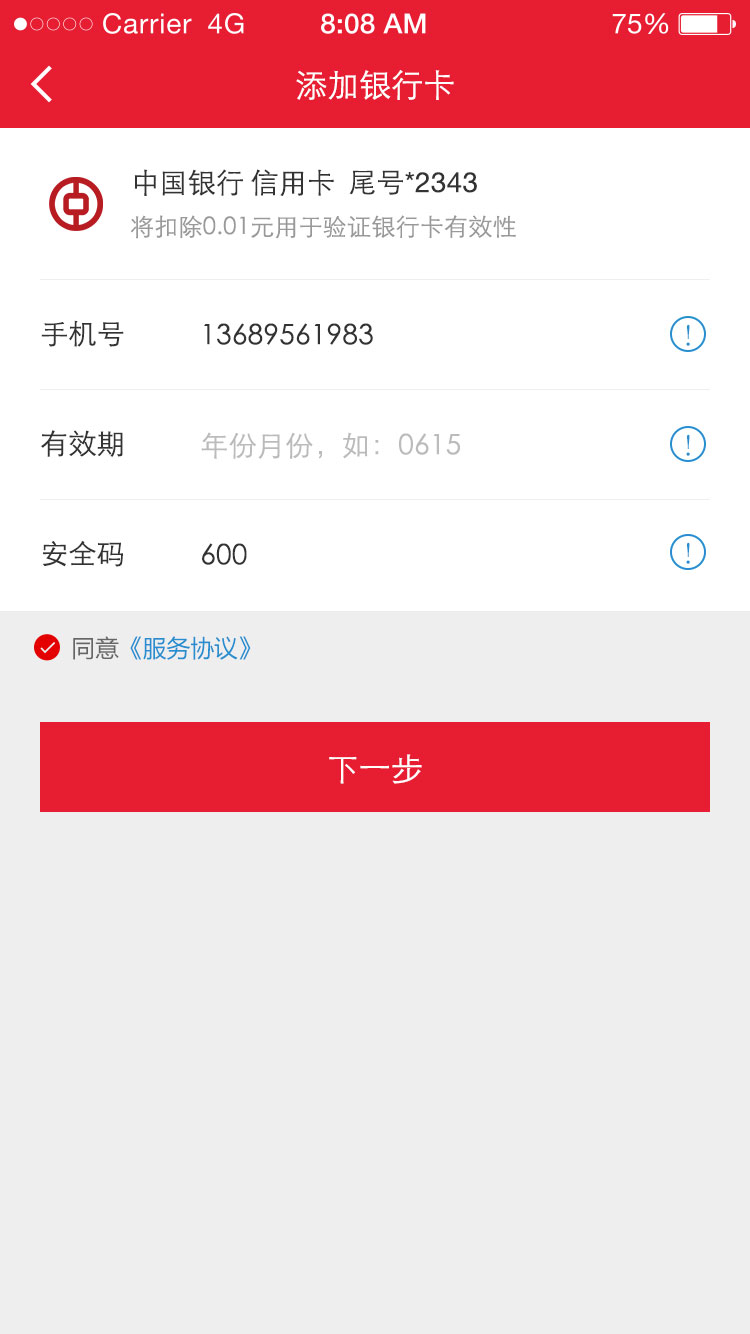 Carrier 4G 8:08 AM 75%
添加银行卡
中国银行 信用卡 尾号*2343
将扣除0.01元用于验证银行卡有效性
手机号 13689561983
有效期 年份月份，如：0615
安全码 600
同意《服务协议》
下一步